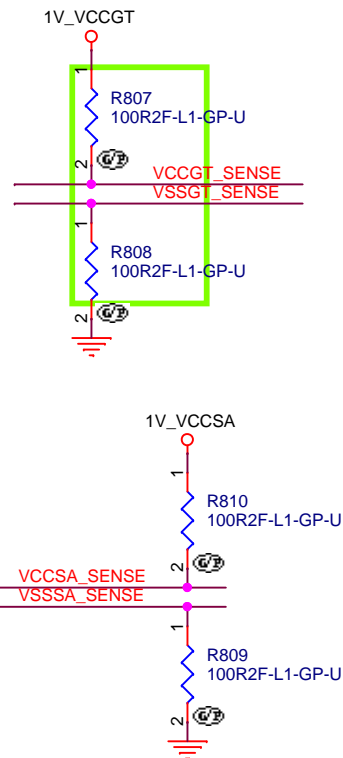 1V_VCCGT
1
R807
100R2F-L1-GP-U
2
G/P
VCCGT_SENSE
VSSGT_SENSE
1
R808
100R2F-L1-GP-U
2
G/P
1V_VCCSA
1
R810
100R2F-L1-GP-U
2
G/P
VCCSA_SENSE
VSSSA_SENSE
1
R809
100R2F-L1-GP-U
2
G/P